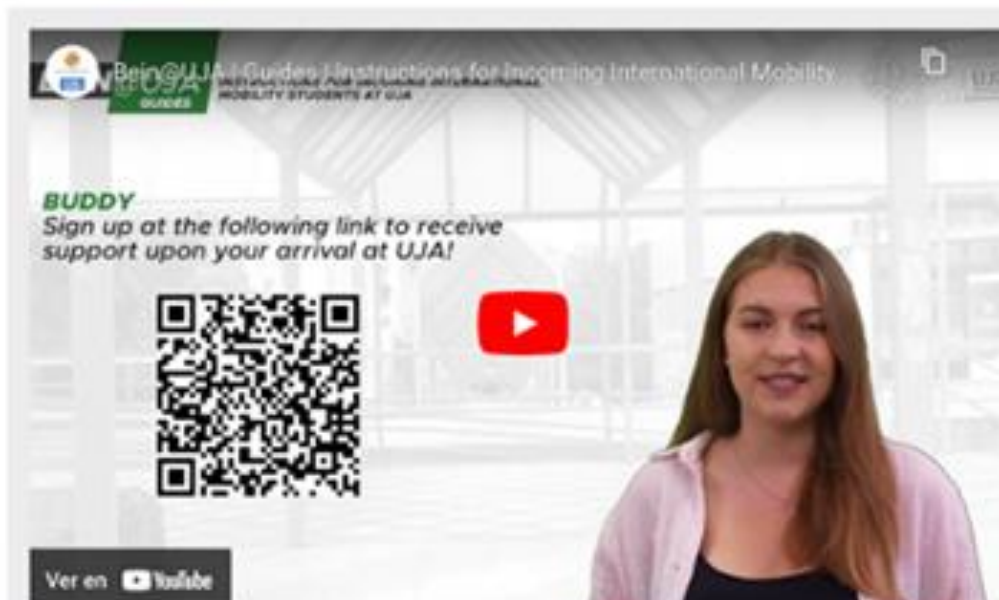 Bein@UJA | Guides | Instructions for Incoming International Mobility
GUIDES
MOBILITY STUDENTS AT UJA
BUDDY
Sign up at the following link to receive
support upon your arrival at UJA!
Ver en YouTube